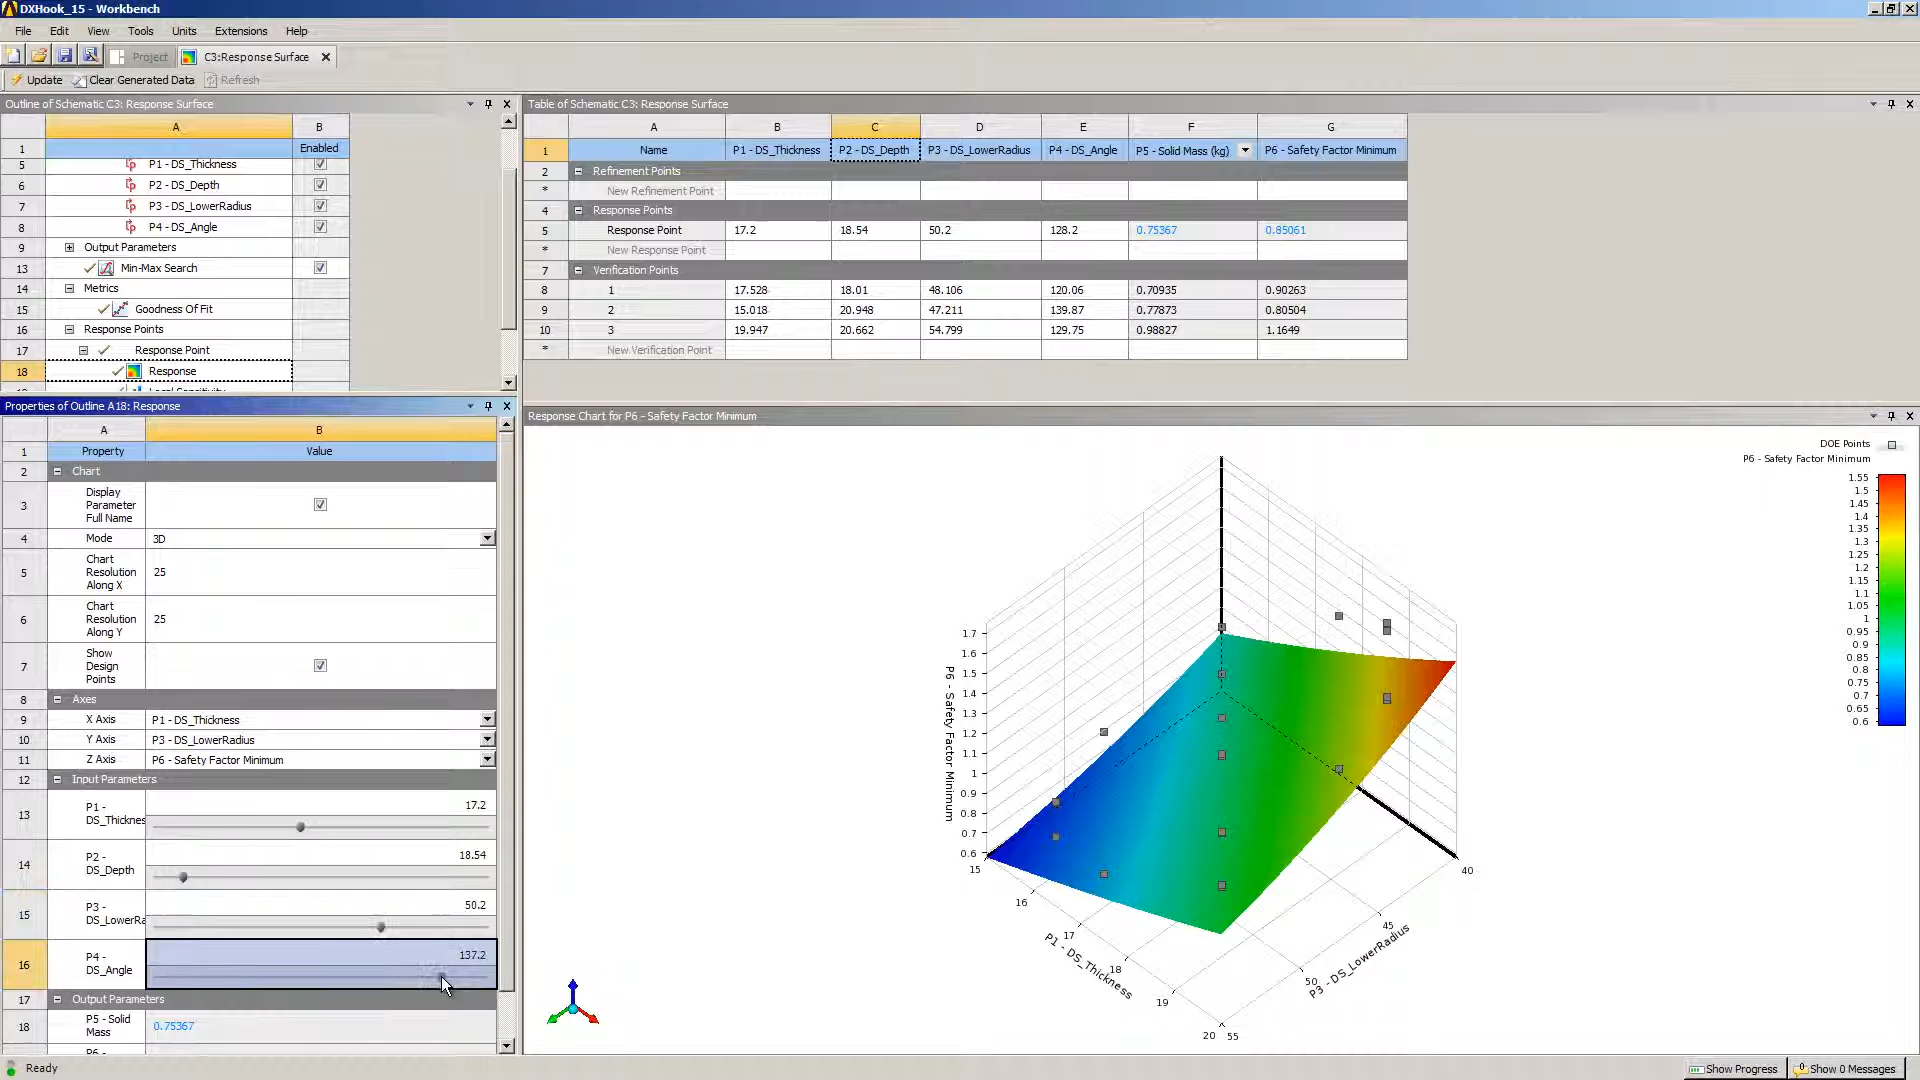 DXHook_15 - Workbench
File Edit View Tools Units Extensions Help
Project C3:Response Surface
Update Clear Generated Data Refresh
Outline of Schematic C3: Response Surface
A B
1 Enabled
5 P1 - DS_Thickness
6 P2 - DS_Depth
7 P3 - DS_LowerRadius
8 P4 - DS_Angle
9 Output Parameters
13 Min-Max Search
14 Metrics
15 Goodness Of Fit
16 Response Points
17 Response Point
18 Response
Table of Schematic C3: Response Surface
A B C D E F G
1 Name P1 - DS_Thickness P2 - DS_Depth P3 - DS_LowerRadius P4 - DS_Angle P5 - Solid Mass (kg) P6 - Safety Factor Minimum
2 Refinement Points
* New Refinement Point
4 Response Points
5 Response Point 17.2 18.54 50.2 128.2 0.75367 0.85061
* New Response Point
7 Verification Points
8 1 17.528 18.01 48.106 120.06 0.70935 0.90263
9 2 15.018 20.948 47.211 139.87 0.77873 0.80504
10 3 19.947 20.662 54.799 129.75 0.98827 1.1649
* New Verification Point
Properties of Outline A18: Response
A B
1 Property Value
2 Chart
3 Display Parameter Full Name
4 Mode 3D
5 Chart Resolution Along X 25
6 Chart Resolution Along Y 25
7 Show Design Points
8 Axes
9 X Axis P1 - DS_Thickness
10 Y Axis P3 - DS_LowerRadius
11 Z Axis P6 - Safety Factor Minimum
12 Input Parameters
13 P1 - DS_Thicknes 17.2
14 P2 - DS_Depth 18.54
15 P3 - DS_LowerRa 50.2
16 P4 - DS_Angle 137.2
17 Output Parameters
18 P5 - Solid Mass 0.75367
P6 -
Response Chart for P6 - Safety Factor Minimum
DOE Points
P6 - Safety Factor Minimum
1.55
1.5
1.45
1.4
1.35
1.3
1.25
1.2
1.15
1.1
1.05
1
0.95
0.9
0.85
0.8
0.75
0.7
0.65
0.6
P6 - Safety Factor Minimum
1.7
1.6
1.5
1.4
1.3
1.2
1.1
1
0.9
0.8
0.7
0.6
15
16
17
18
19
20
P1 - DS_Thickness
55
50
45
40
P3 - DS_LowerRadius
Ready
Show Progress Show 0 Messages